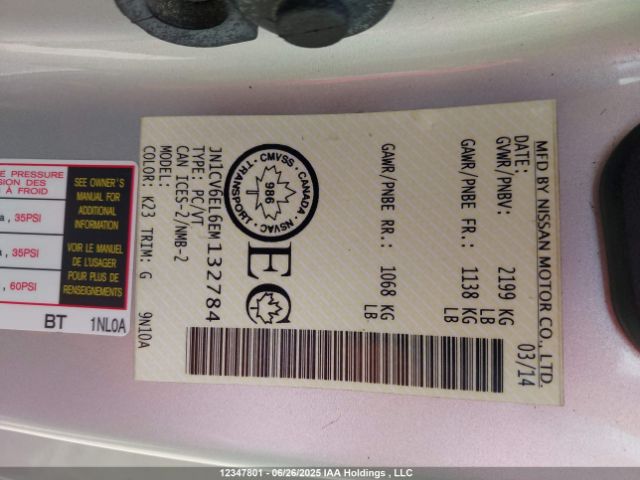 MFD BY NISSAN MOTOR CO., LTD.
DATE: 03/14
GVWR/PNBV: 2199 KG
LB
GAWR/PNBE FR.: 1138 KG
LB
GAWR/PNBE RR.: 1068 KG
LB
CMVSS · CANADA · NSVAC · TRANSPORT
986
EC
JN1CV6EL6EM132784
TYPE: PC/VT
CAN ICES-2/NMB-2
MODEL:
COLOR: K23 TRIM: G 9N10A
E PRESSURE
SION DES
À FROID
a , 35PSI
a , 35PSI
, 60PSI
SEE OWNER'S
MANUAL FOR
ADDITIONAL
INFORMATION
VOIR LE MANUEL
DE L'USAGER
POUR PLUS DE
RENSEIGNEMENTS
BT 1NL0A
12347801 - 06/26/2025 IAA Holdings , LLC